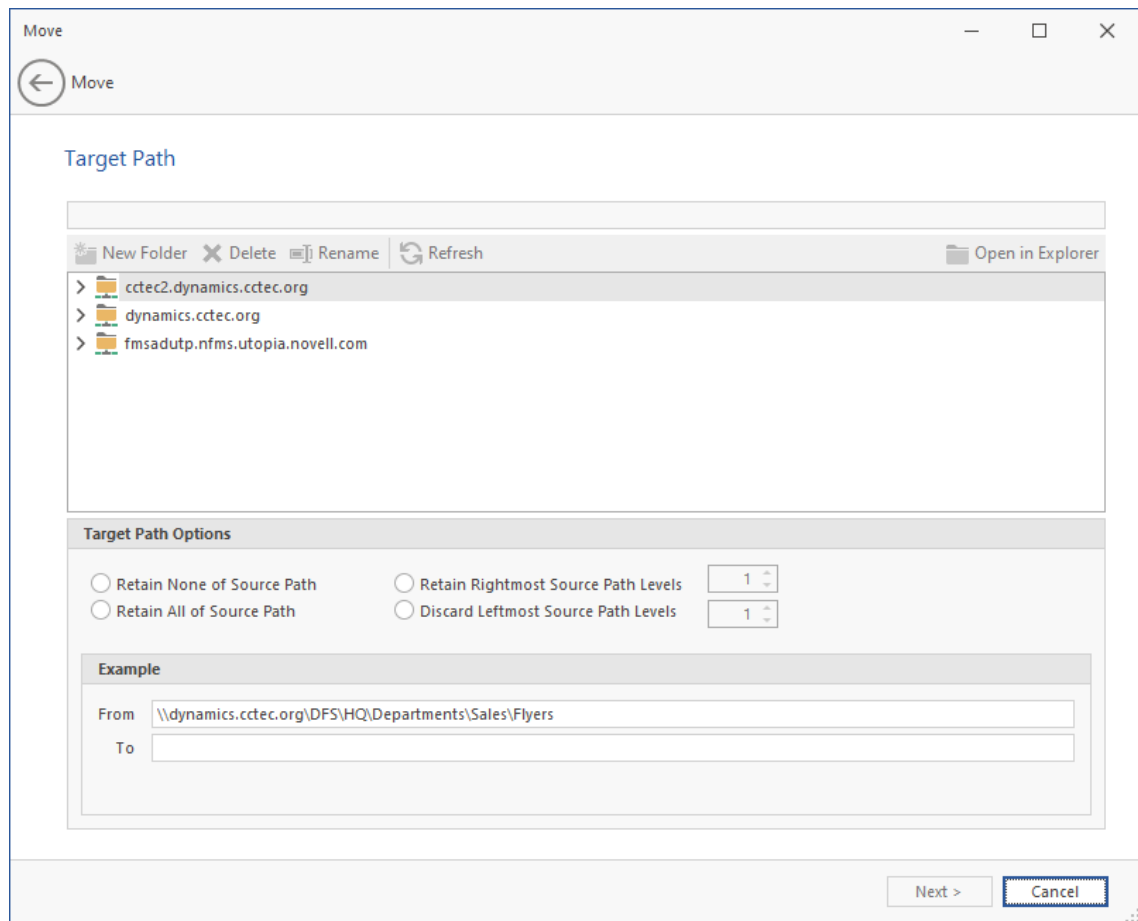 Move
Move
Target Path
New Folder Delete Rename Refresh Open in Explorer
cctec2.dynamics.cctec.org
dynamics.cctec.org
fmsadutp.nfms.utopia.novell.com
Target Path Options
Retain None of Source Path Retain Rightmost Source Path Levels 1
Retain All of Source Path Discard Leftmost Source Path Levels 1
Example
From \\dynamics.cctec.org\DFS\HQ\Departments\Sales\Flyers
To
Next > Cancel